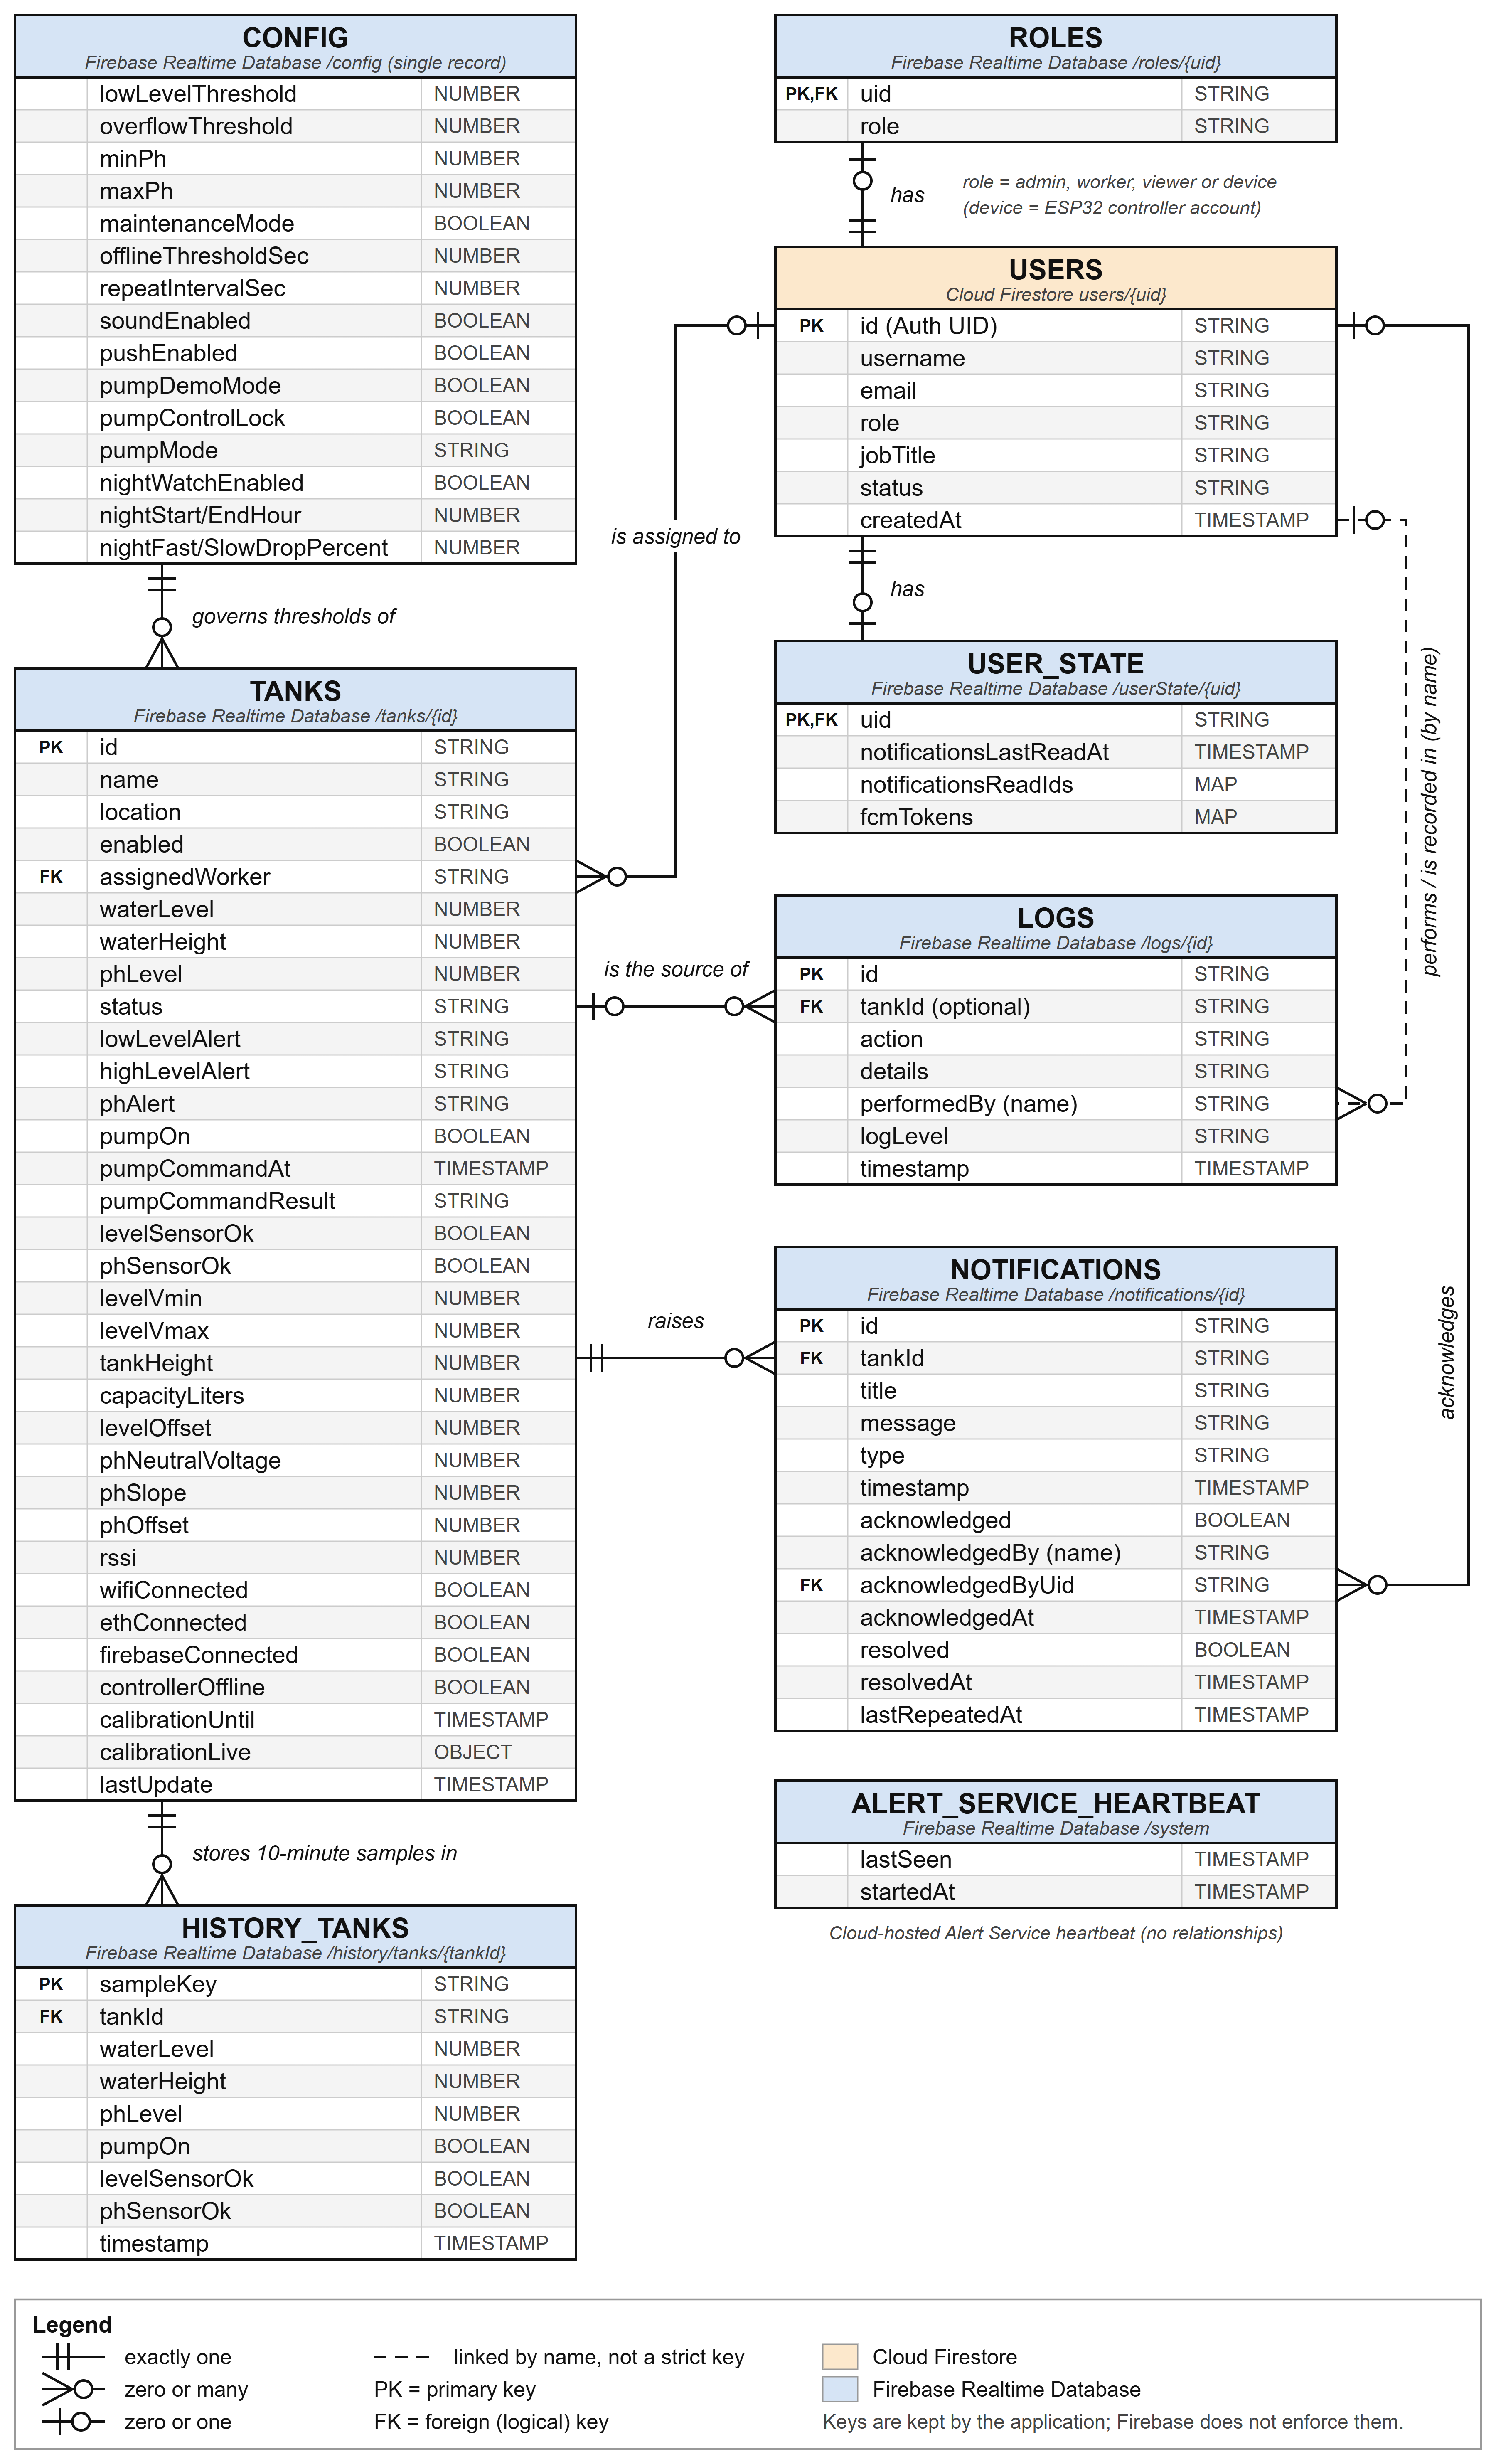 CONFIG
Firebase Realtime Database /config (single record)
lowLevelThreshold NUMBER
overflowThreshold NUMBER
minPh NUMBER
maxPh NUMBER
maintenanceMode BOOLEAN
offlineThresholdSec NUMBER
repeatIntervalSec NUMBER
soundEnabled BOOLEAN
pushEnabled BOOLEAN
pumpDemoMode BOOLEAN
pumpControlLock BOOLEAN
pumpMode STRING
nightWatchEnabled BOOLEAN
nightStart/EndHour NUMBER
nightFast/SlowDropPercent NUMBER
governs thresholds of
TANKS
Firebase Realtime Database /tanks/{id}
PK id STRING
name STRING
location STRING
enabled BOOLEAN
FK assignedWorker STRING
waterLevel NUMBER
waterHeight NUMBER
phLevel NUMBER
status STRING
lowLevelAlert STRING
highLevelAlert STRING
phAlert STRING
pumpOn BOOLEAN
pumpCommandAt TIMESTAMP
pumpCommandResult STRING
levelSensorOk BOOLEAN
phSensorOk BOOLEAN
levelVmin NUMBER
levelVmax NUMBER
tankHeight NUMBER
capacityLiters NUMBER
levelOffset NUMBER
phNeutralVoltage NUMBER
phSlope NUMBER
phOffset NUMBER
rssi NUMBER
wifiConnected BOOLEAN
ethConnected BOOLEAN
firebaseConnected BOOLEAN
controllerOffline BOOLEAN
calibrationUntil TIMESTAMP
calibrationLive OBJECT
lastUpdate TIMESTAMP
stores 10-minute samples in
HISTORY_TANKS
Firebase Realtime Database /history/tanks/{tankId}
PK sampleKey STRING
FK tankId STRING
waterLevel NUMBER
waterHeight NUMBER
phLevel NUMBER
pumpOn BOOLEAN
levelSensorOk BOOLEAN
phSensorOk BOOLEAN
timestamp TIMESTAMP
is assigned to
is the source of
raises
ROLES
Firebase Realtime Database /roles/{uid}
PK,FK uid STRING
role STRING
has
role = admin, worker, viewer or device
(device = ESP32 controller account)
USERS
Cloud Firestore users/{uid}
PK id (Auth UID) STRING
username STRING
email STRING
role STRING
jobTitle STRING
status STRING
createdAt TIMESTAMP
has
USER_STATE
Firebase Realtime Database /userState/{uid}
PK,FK uid STRING
notificationsLastReadAt TIMESTAMP
notificationsReadIds MAP
fcmTokens MAP
performs / is recorded in (by name)
LOGS
Firebase Realtime Database /logs/{id}
PK id STRING
FK tankId (optional) STRING
action STRING
details STRING
performedBy (name) STRING
logLevel STRING
timestamp TIMESTAMP
NOTIFICATIONS
Firebase Realtime Database /notifications/{id}
PK id STRING
FK tankId STRING
title STRING
message STRING
type STRING
timestamp TIMESTAMP
acknowledged BOOLEAN
acknowledgedBy (name) STRING
FK acknowledgedByUid STRING
acknowledgedAt TIMESTAMP
resolved BOOLEAN
resolvedAt TIMESTAMP
lastRepeatedAt TIMESTAMP
acknowledges
ALERT_SERVICE_HEARTBEAT
Firebase Realtime Database /system
lastSeen TIMESTAMP
startedAt TIMESTAMP
Cloud-hosted Alert Service heartbeat (no relationships)
Legend
exactly one
zero or many
zero or one
linked by name, not a strict key
PK = primary key
FK = foreign (logical) key
Cloud Firestore
Firebase Realtime Database
Keys are kept by the application; Firebase does not enforce them.